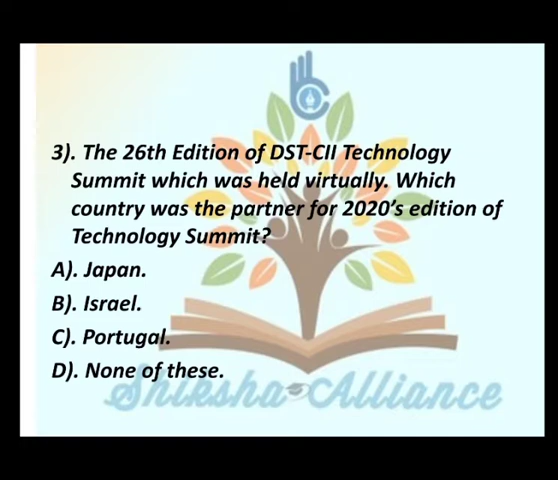 3). The 26th Edition of DST-CII Technology
Summit which was held virtually. Which
country was the partner for 2020's edition of
Technology Summit?
A). Japan.
B). Israel.
C). Portugal.
D). None of these.
Shiksha Alliance